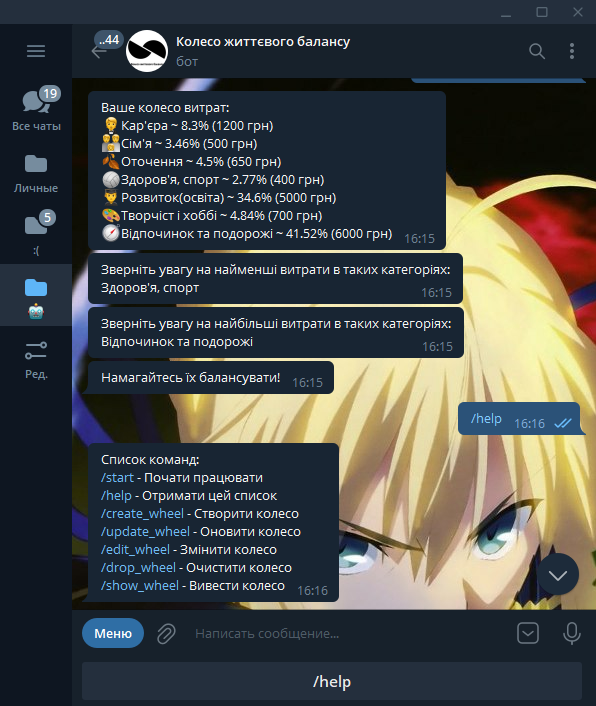 ..44
Колесо життєвого балансу
бот
19
Все чаты
Личные
5
:(
Ред.
Ваше колесо витрат:
Кар'єра ~ 8.3% (1200 грн)
Сім'я ~ 3.46% (500 грн)
Оточення ~ 4.5% (650 грн)
Здоров'я, спорт ~ 2.77% (400 грн)
Розвиток(освіта) ~ 34.6% (5000 грн)
Творчіст і хоббі ~ 4.84% (700 грн)
Відпочинок та подорожі ~ 41.52% (6000 грн) 16:15
Зверніть увагу на найменші витрати в таких категоріях:
Здоров'я, спорт 16:15
Зверніть увагу на найбільші витрати в таких категоріях:
Відпочинок та подорожі 16:15
Намагайтесь їх балансувати! 16:15
/help 16:16
Список команд:
/start - Почати працювати
/help - Отримати цей список
/create_wheel - Створити колесо
/update_wheel - Оновити колесо
/edit_wheel - Змінити колесо
/drop_wheel - Очистити колесо
/show_wheel - Вивести колесо 16:16
Меню
Написать сообщение...
/help